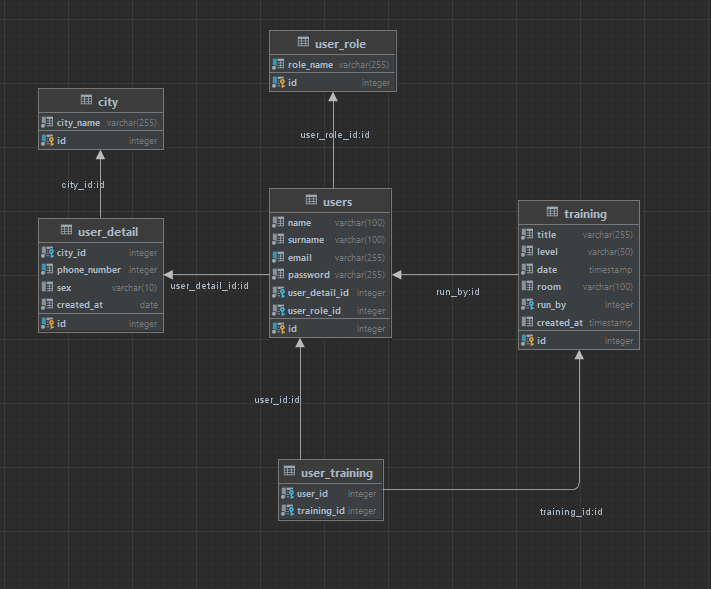 user_role
role_name varchar(255)
id integer
city
city_name varchar(255)
id integer
user_role_id:id
city_id:id
users
name varchar(100)
surname varchar(100)
email varchar(255)
password varchar(255)
user_detail_id integer
user_role_id integer
id integer
training
title varchar(255)
level varchar(50)
date timestamp
room varchar(100)
run_by integer
created_at timestamp
id integer
user_detail
city_id integer
phone_number integer
sex varchar(10)
created_at date
id integer
user_detail_id:id
run_by:id
user_id:id
user_training
user_id integer
training_id integer
training_id:id